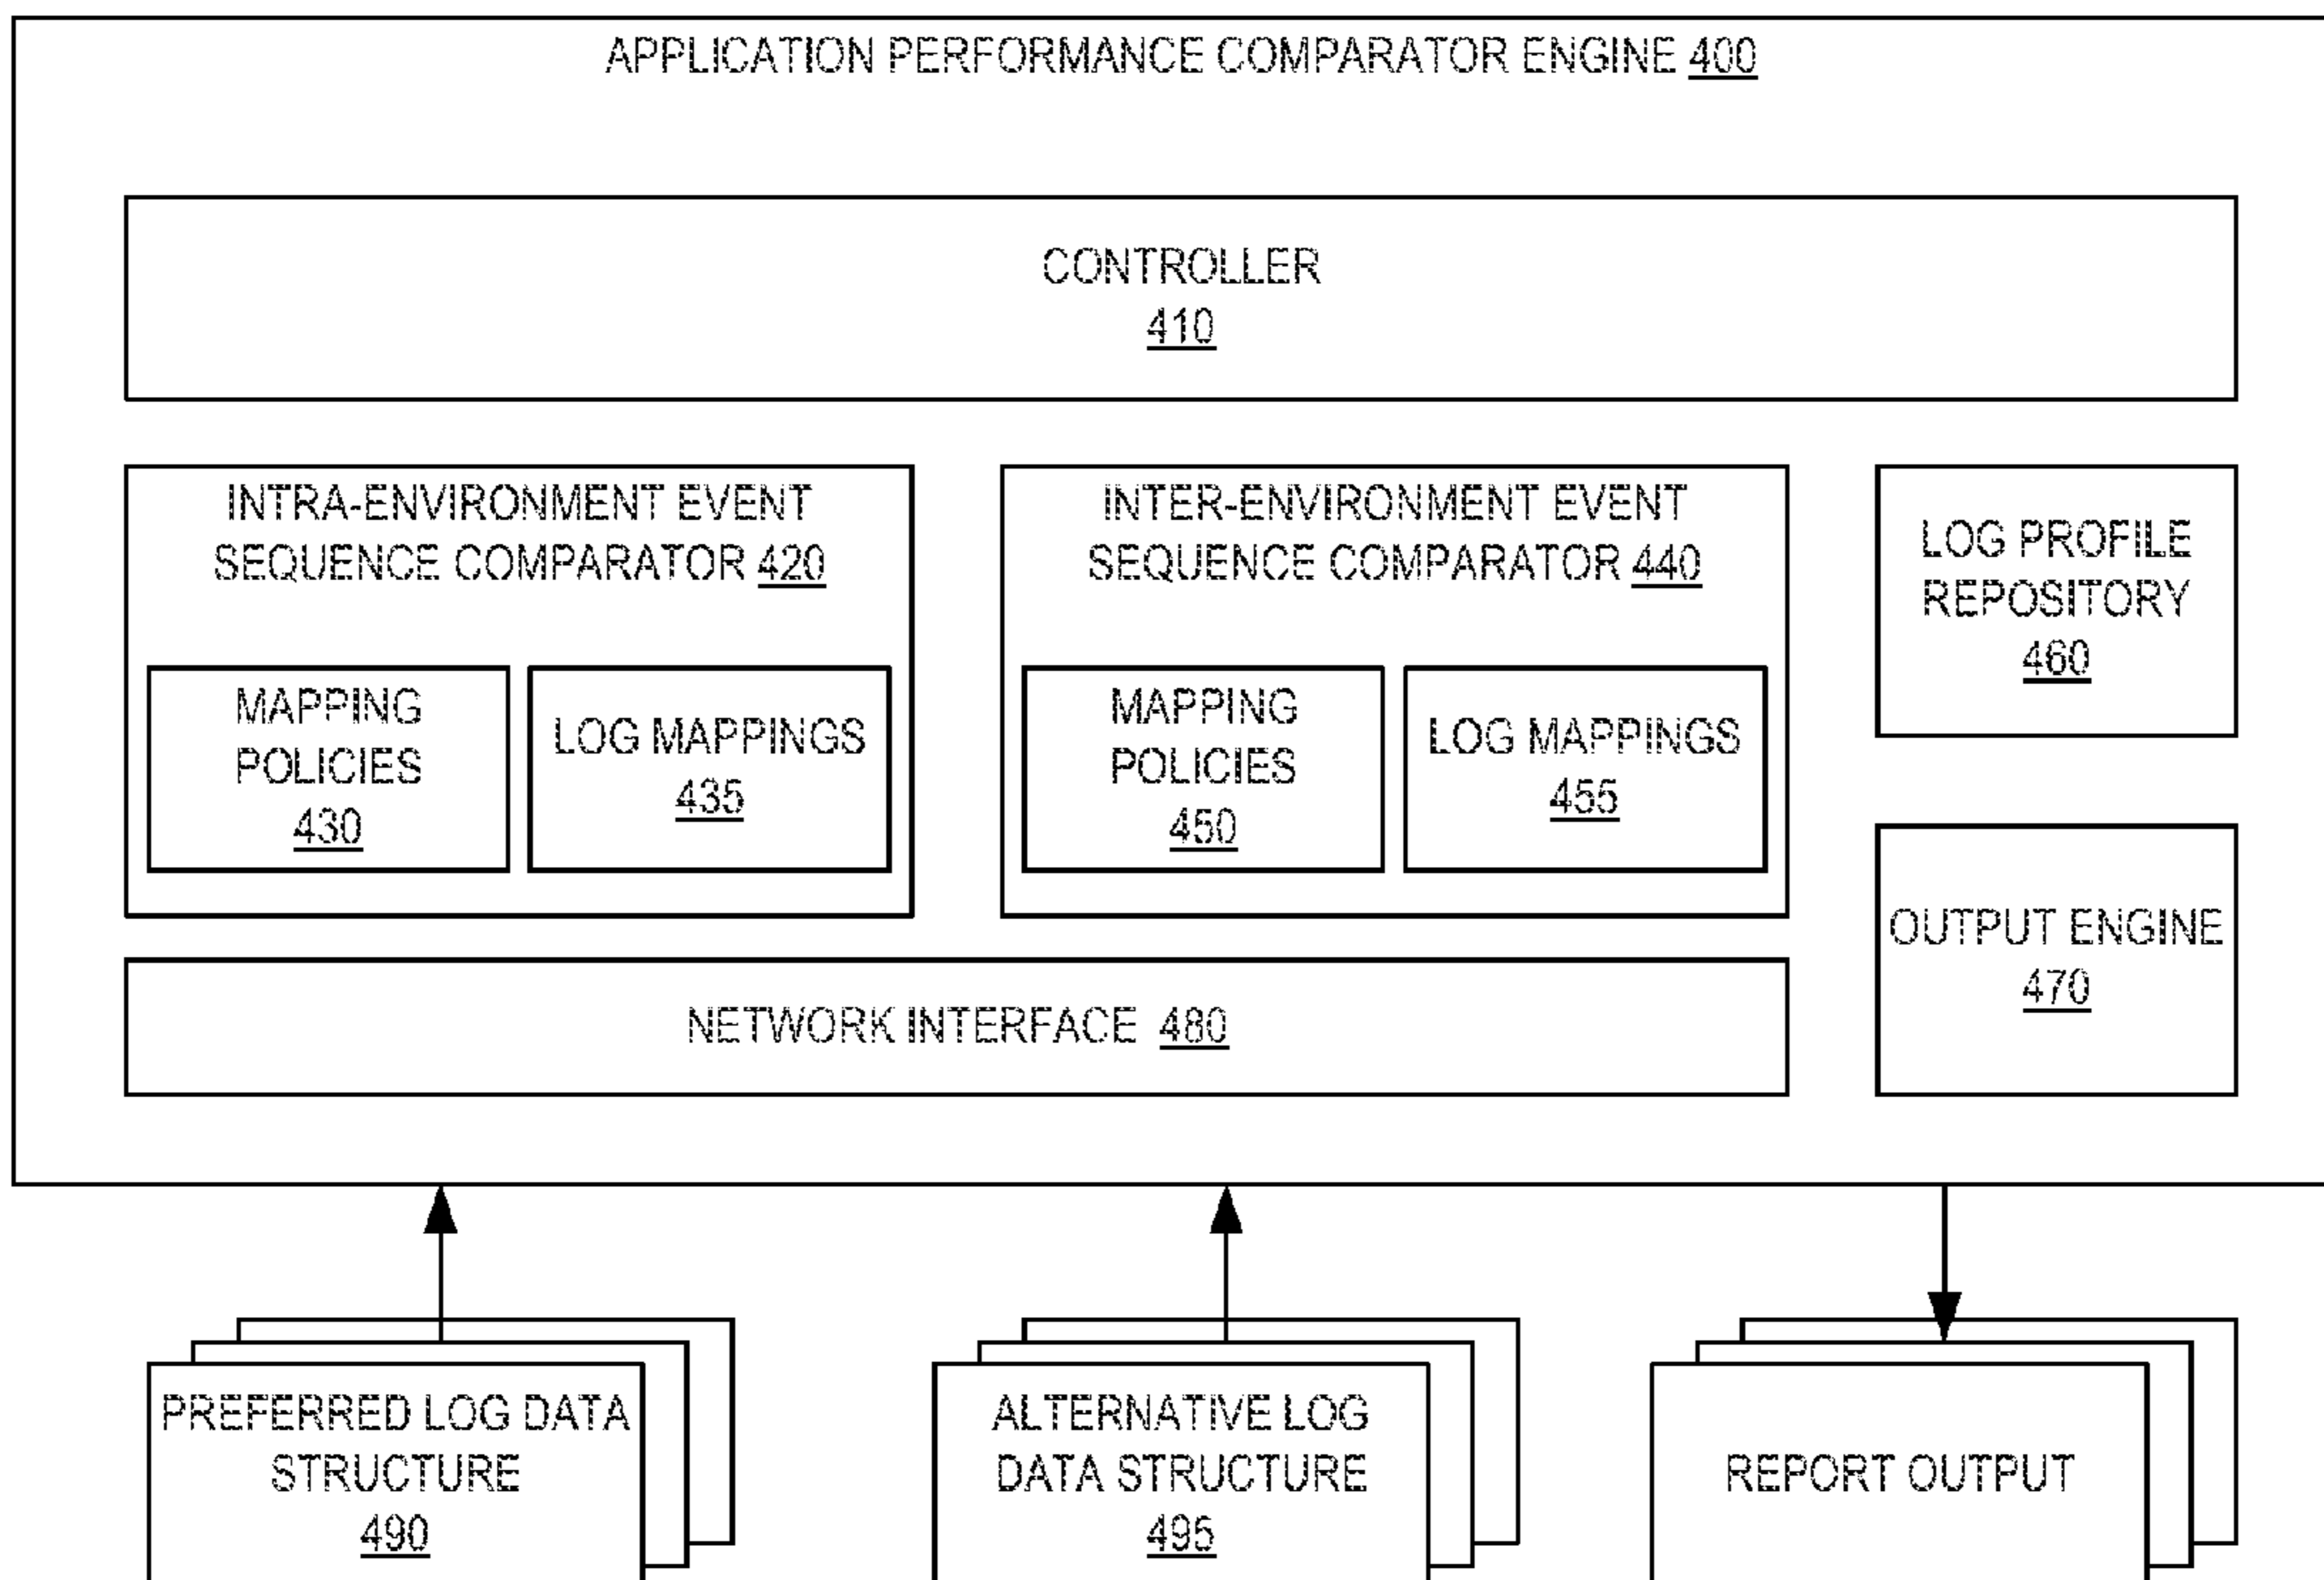 APPLICATION PERFORMANCE COMPARATOR ENGINE 400
CONTROLLER
410
INTRA-ENVIRONMENT EVENT
SEQUENCE COMPARATOR 420
MAPPING
POLICIES
430
LOG MAPPINGS
435
INTER-ENVIRONMENT EVENT
SEQUENCE COMPARATOR 440
MAPPING
POLICIES
450
LOG MAPPINGS
455
LOG PROFILE
REPOSITORY
460
OUTPUT ENGINE
470
NETWORK INTERFACE 480
PREFERRED LOG DATA
STRUCTURE
490
ALTERNATIVE LOG
DATA STRUCTURE
495
REPORT OUTPUT